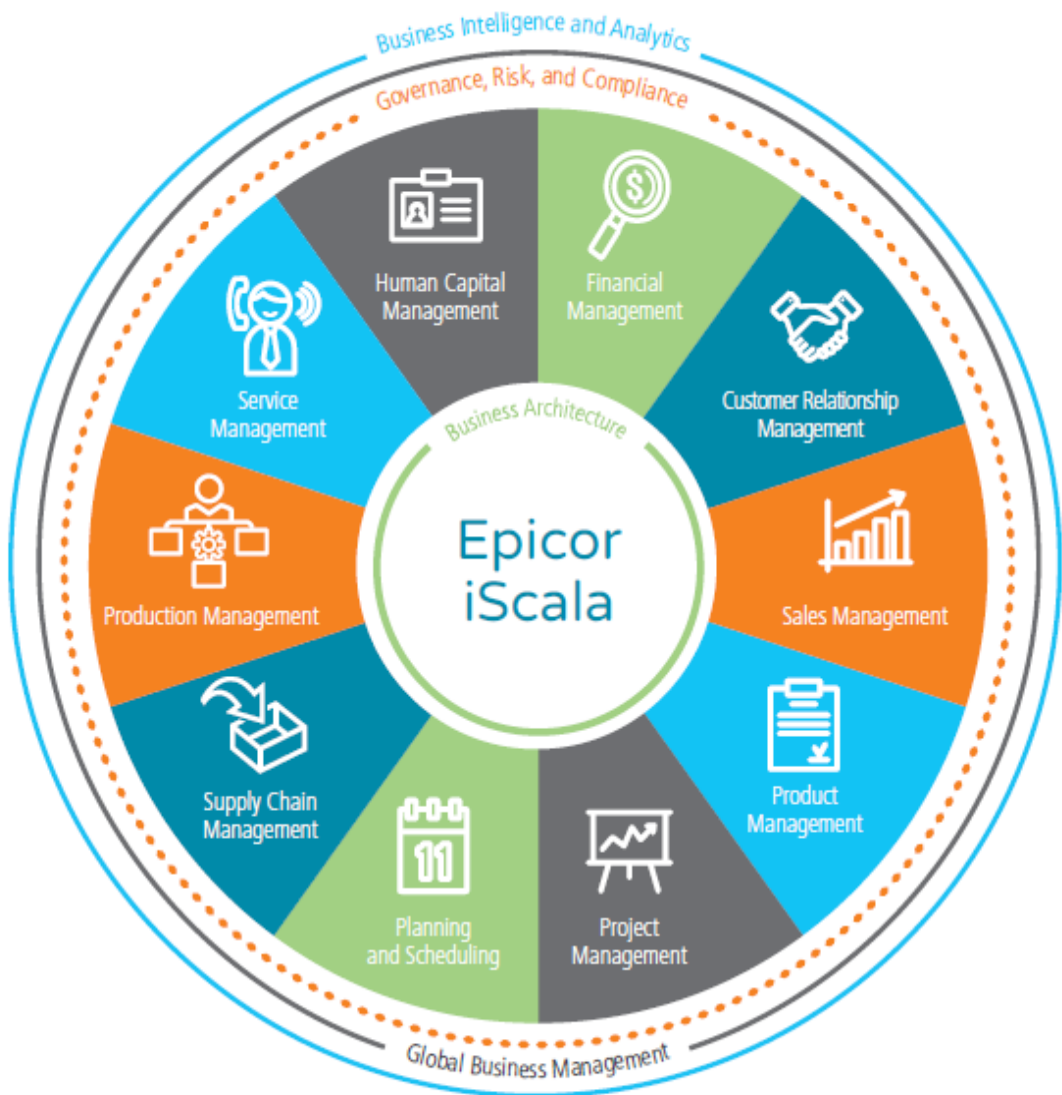 Business Intelligence and Analytics
Governance, Risk, and Compliance
Human Capital
Management
Financial
Management
$
Service
Management
Customer Relationship
Management
Business Architecture
Epicor
iScala
Production Management
Sales Management
Supply Chain
Management
Product
Management
11
Planning
and Scheduling
Project
Management
Global Business Management